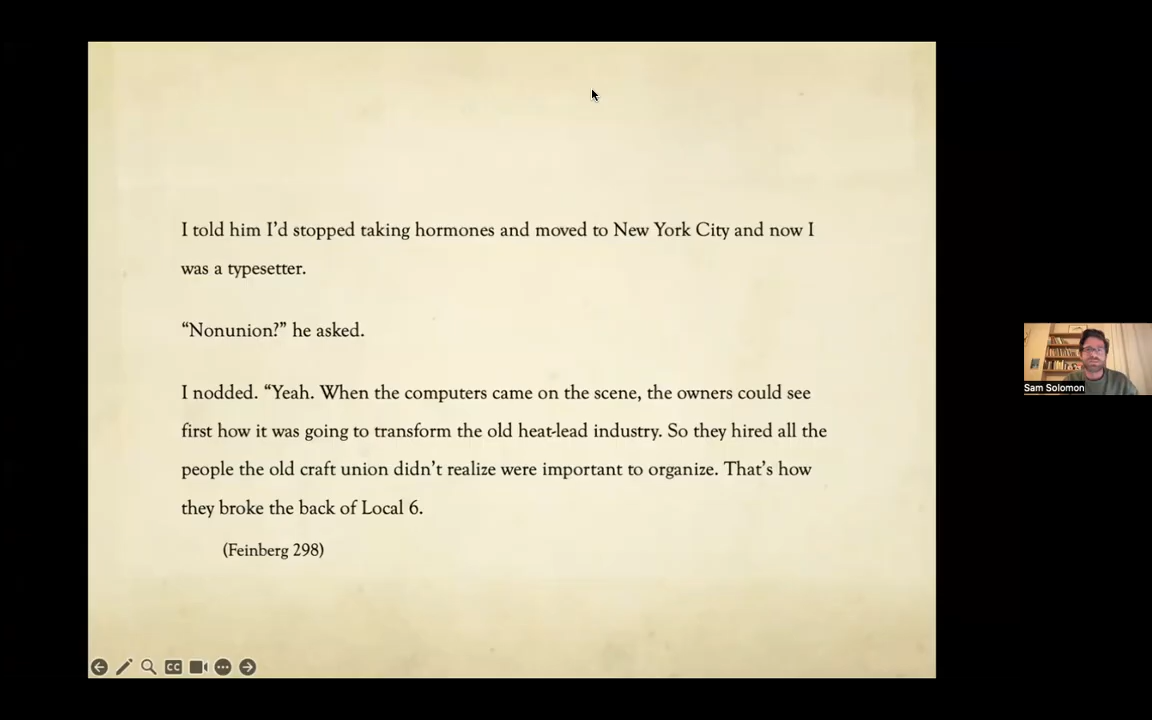 I told him I’d stopped taking hormones and moved to New York City and now I
was a typesetter.
“Nonunion?” he asked.
I nodded. “Yeah. When the computers came on the scene, the owners could see
first how it was going to transform the old heat-lead industry. So they hired all the
people the old craft union didn’t realize were important to organize. That’s how
they broke the back of Local 6.
(Feinberg 298)
Sam Solomon
CC